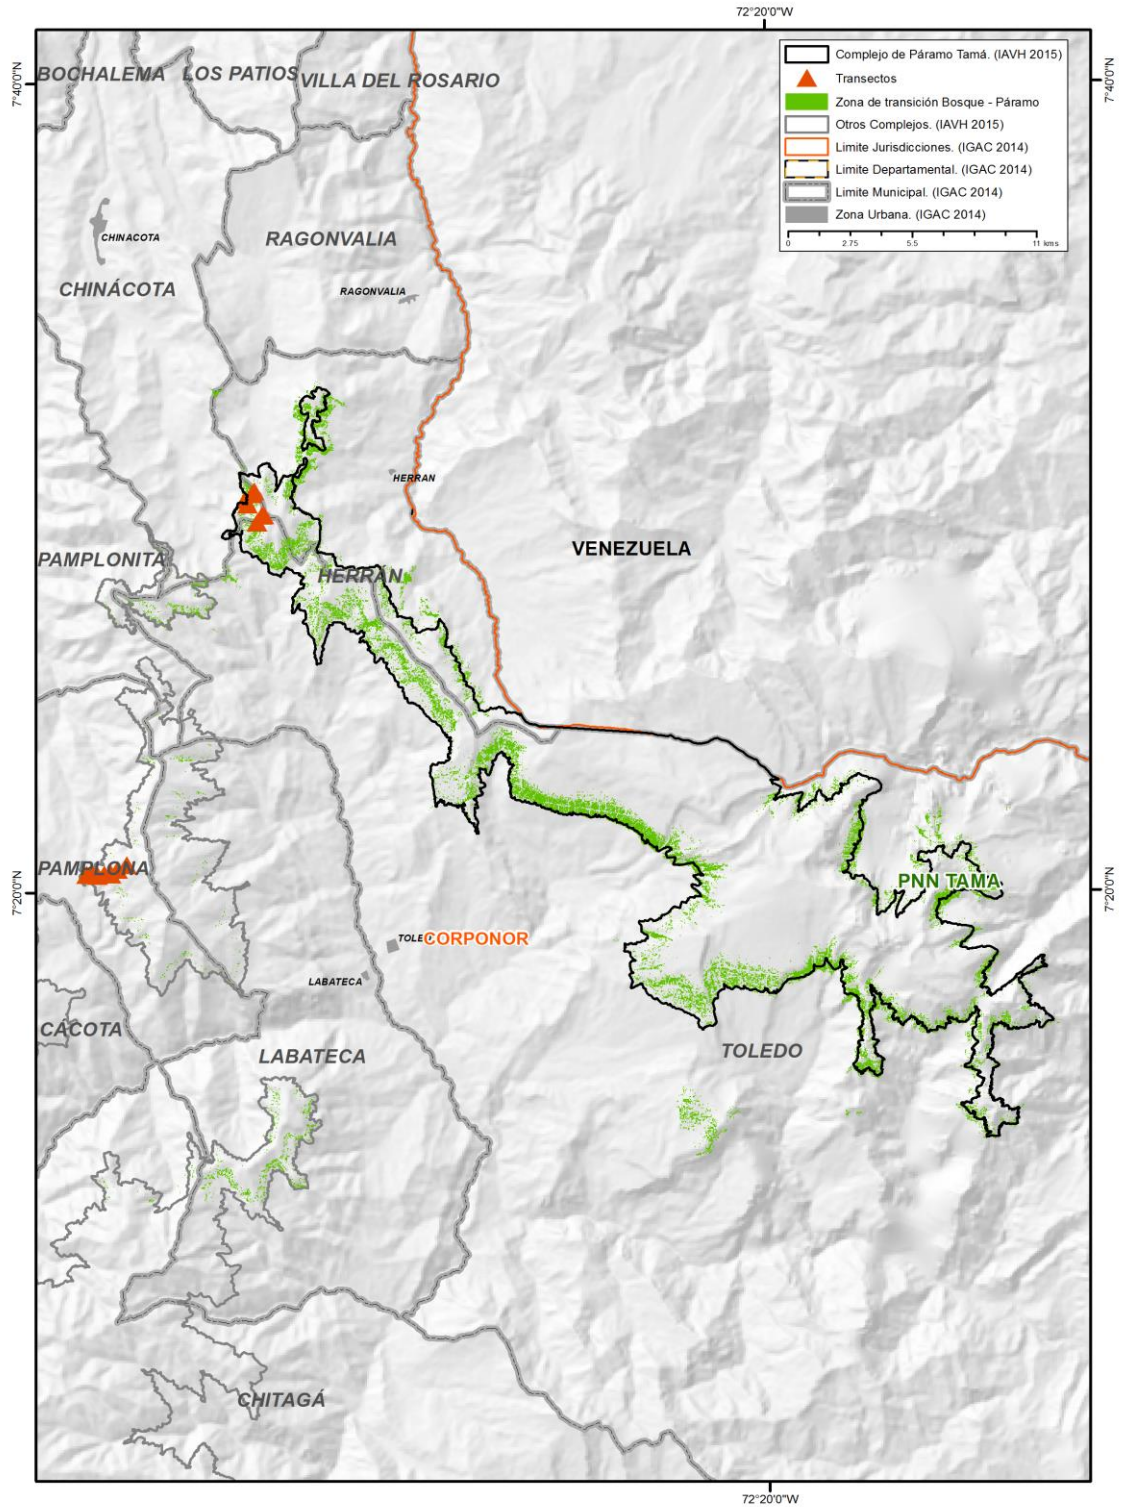 72°20'0"W
7°40'0"N
7°40'0"N
Complejo de Páramo Tamá. (IAVH 2015)
Transectos
Zona de transición Bosque - Páramo
Otros Complejos. (IAVH 2015)
Limite Jurisdicciones. (IGAC 2014)
Limite Departamental. (IGAC 2014)
Limite Municipal. (IGAC 2014)
Zona Urbana. (IGAC 2014)
0 2.75 5.5 11 kms
BOCHALEMA
LOS PATIOS
VILLA DEL ROSARIO
CHINACOTA
RAGONVALIA
CHINÁCOTA
RAGONVALIA
HERRAN
PAMPLONITA
HERRÁN
VENEZUELA
PAMPLONA
PNN TAMA
7°20'0"N
7°20'0"N
CORPONOR
LABATECA
CÁCOTA
LABATECA
TOLEDO
CHITAGÁ
72°20'0"W